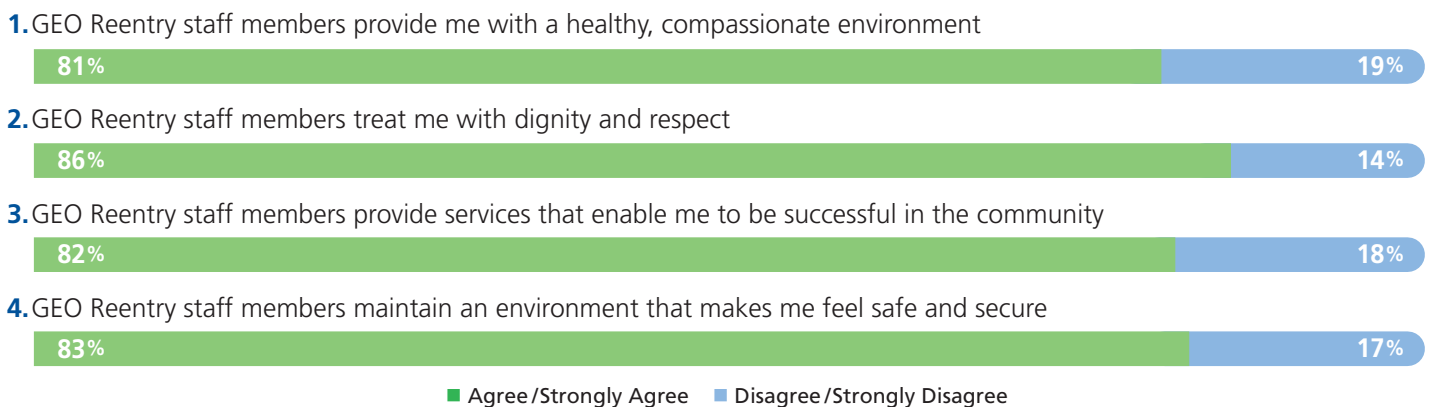 1. GEO Reentry staff members provide me with a healthy, compassionate environment
81% 19%
2. GEO Reentry staff members treat me with dignity and respect
86% 14%
3. GEO Reentry staff members provide services that enable me to be successful in the community
82% 18%
4. GEO Reentry staff members maintain an environment that makes me feel safe and secure
83% 17%
Agree/Strongly Agree Disagree/Strongly Disagree